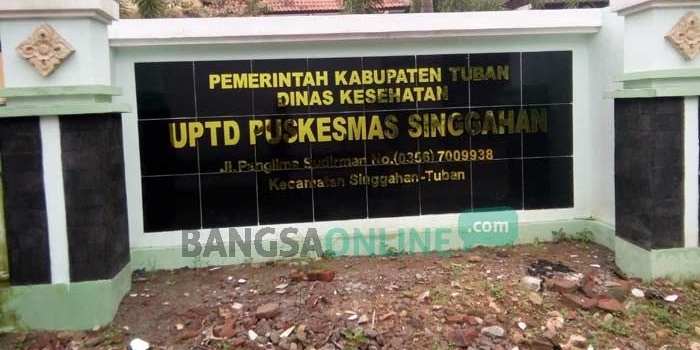 PEMERINTAH KABUPATEN TUBAN
DINAS KESEHATAN
UPTD PUSKESMAS SINGGAHAN
Jl. Panglima Sudirman No.(0356) 7009938
Kecamatan Singgahan-Tuban
BANGSAONLINE.com